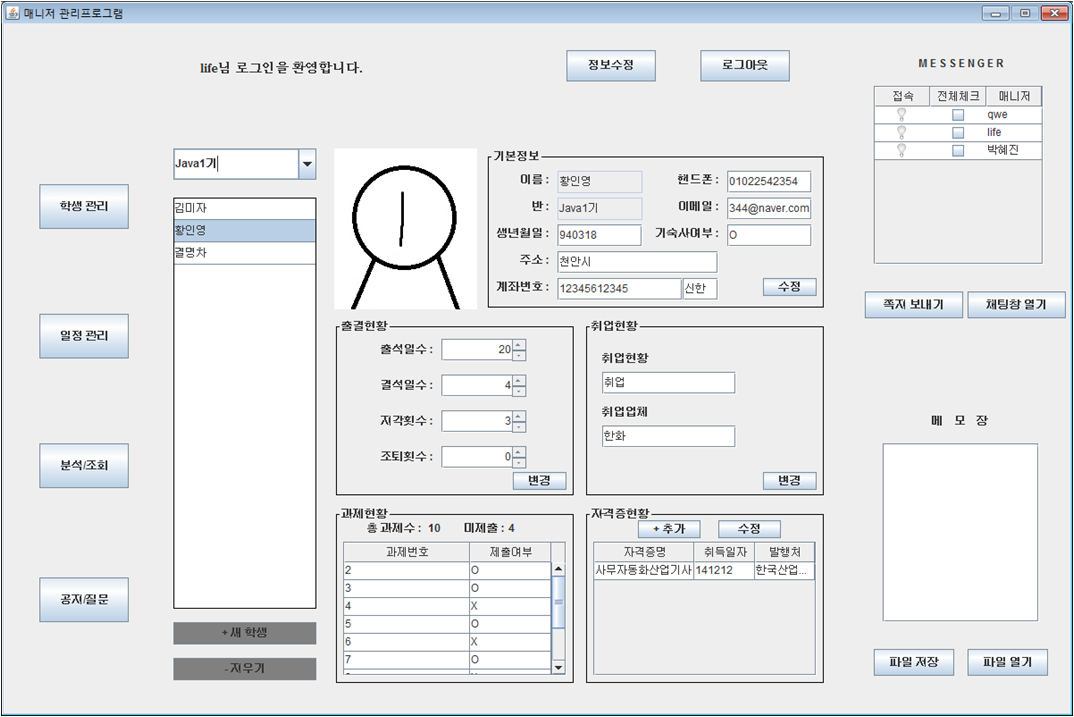 매니저 관리프로그램
life님 로그인을 환영합니다.
정보수정
로그아웃
MESSENGER
접속 전체체크 매니저
qwe
life
박혜진
쪽지 보내기
채팅창 열기
메 모 장
파일 저장
파일 열기
학생 관리
일정 관리
분석/조회
공지/질문
Java1기
김미자
황인영
결명차
+ 새 학생
- 지우기
기본정보
이름 : 황인영
핸드폰 : 01022542354
반 : Java1기
이메일 : 344@naver.com
생년월일 : 940318
기숙사여부 : O
주소 : 천안시
계좌번호 : 12345612345 신한
수정
출결현황
출석일수 : 20
결석일수 : 4
지각횟수 : 3
조퇴횟수 : 0
변경
취업현황
취업현황
취업
취업업체
한화
변경
과제현황
총 과제수 : 10 미제출 : 4
과제번호 제출여부
2 O
3 O
4 X
5 O
6 X
7 O
자격증현황
+ 추가
수정
자격증명 취득일자 발행처
사무자동화산업기사 141212 한국산업...